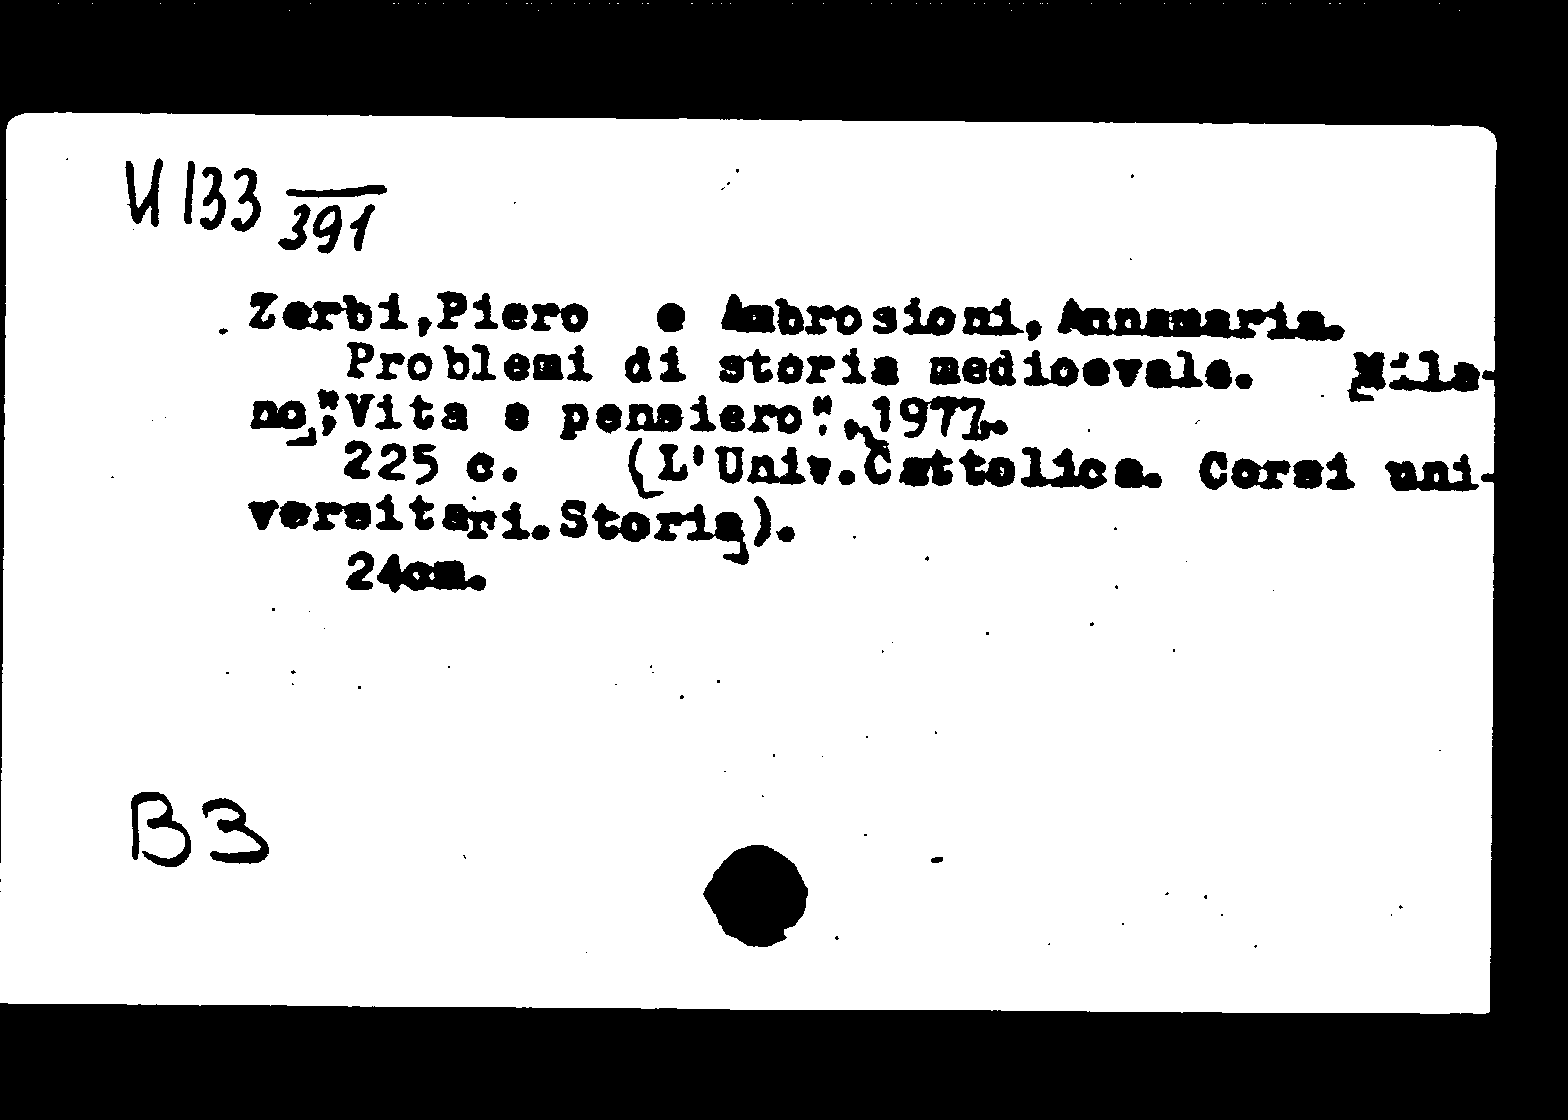 И 133
391
Zerbi,Piero e Ambrosioni,Annamaria.
Problemi di storia medioevale. [Mila-
no],"Vita e pensiero",[1977].
225 c. (L'Univ.Cattolica. Corsi uni-
versitari.Storia).
24cm.
ВЗ